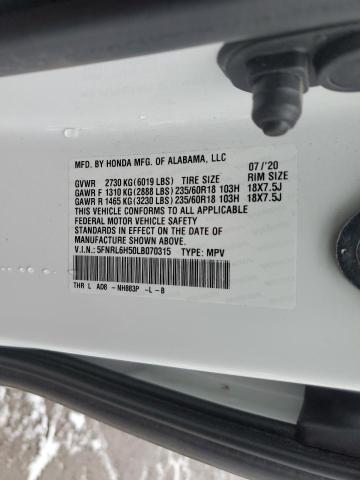 MFD. BY HONDA MFG. OF ALABAMA, LLC 07/'20
GVWR 2730 KG(6019 LBS) TIRE SIZE RIM SIZE
GAWR F 1310 KG(2888 LBS)235/60R18 103H 18X7.5J
GAWR R 1465 KG(3230 LBS)235/60R18 103H 18X7.5J
THIS VEHICLE CONFORMS TO ALL APPLICABLE
FEDERAL MOTOR VEHICLE SAFETY
STANDARDS IN EFFECT ON THE DATE OF
MANUFACTURE SHOWN ABOVE.
V.I.N.: 5FNRL6H50LB070315 TYPE: MPV
THR L AD8 - NH883P -L - B